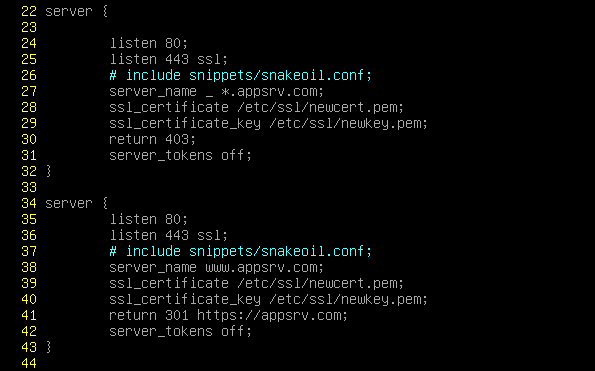 22 server {
23
24         listen 80;
25         listen 443 ssl;
26         # include snippets/snakeoil.conf;
27         server_name _ *.appsrv.com;
28         ssl_certificate /etc/ssl/newcert.pem;
29         ssl_certificate_key /etc/ssl/newkey.pem;
30         return 403;
31         server_tokens off;
32 }
33
34 server {
35         listen 80;
36         listen 443 ssl;
37         # include snippets/snakeoil.conf;
38         server_name www.appsrv.com;
39         ssl_certificate /etc/ssl/newcert.pem;
40         ssl_certificate_key /etc/ssl/newkey.pem;
41         return 301 https://appsrv.com;
42         server_tokens off;
43 }
44